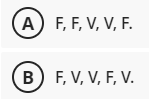 A F, F, V, V, F.
B F, V, V, F, V.